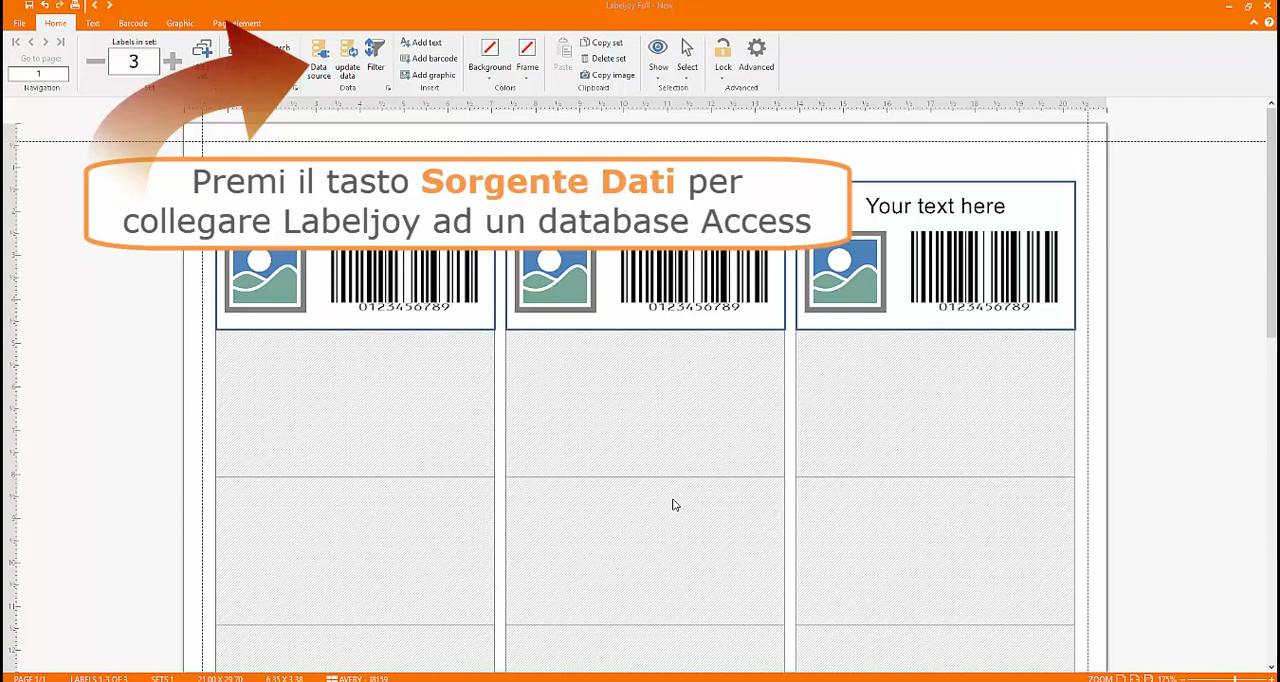 Labeljoy Full - New
File Home Text Barcode Graphic Page element
Labels in set:
3
Go to page:
1
Navigation
Set
Data source
update data
Filter
Data
Add text
Add barcode
Add graphic
Insert
Background
Frame
Colors
Paste
Copy set
Delete set
Copy image
Clipboard
Show
Select
Selection
Lock
Advanced
Advanced
Premi il tasto Sorgente Dati per
collegare Labeljoy ad un database Access
Your text here
0123456789 0123456789 0123456789
PAGE 1/1 LABELS 1-3 OF 3 SETS 1 21.00 X 29.70 6.35 X 3.38 AVERY - J8159 ZOOM 175%